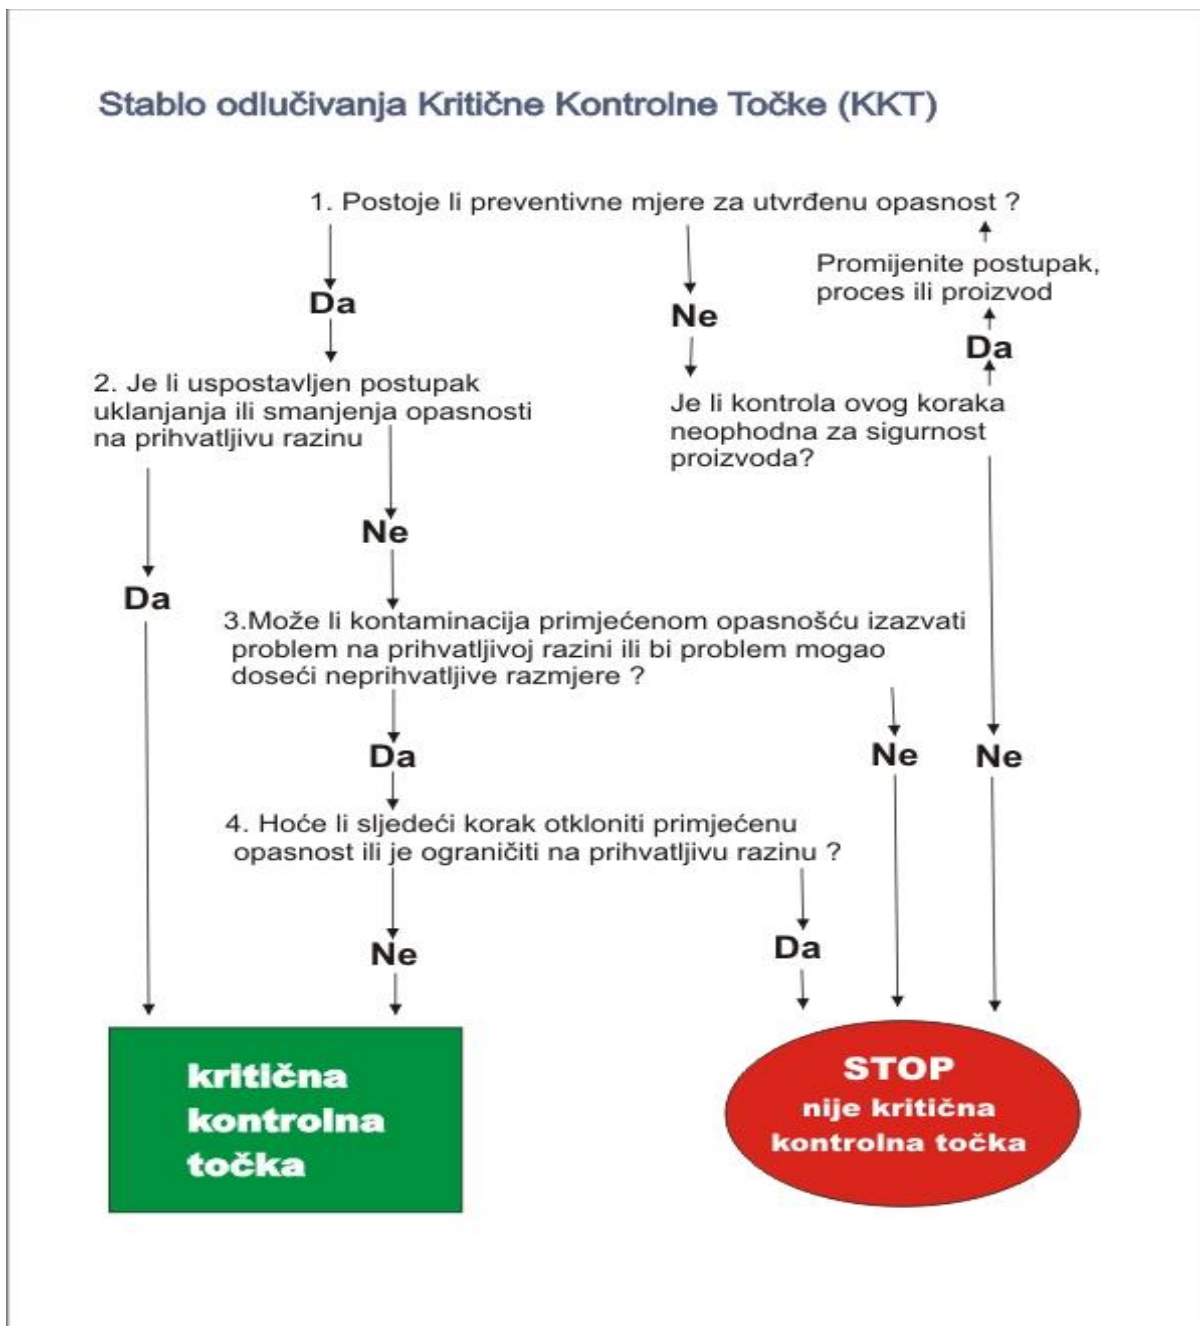 Stablo odlučivanja Kritične Kontrolne Točke (KKT)
1. Postoje li preventivne mjere za utvrđenu opasnost ?
Promijenite postupak,
proces ili proizvod
Da
Ne
Da
2. Je li uspostavljen postupak
uklanjanja ili smanjenja opasnosti
na prihvatljivu razinu
Je li kontrola ovog koraka
neophodna za sigurnost
proizvoda?
Ne
Da
3.Može li kontaminacija primjećenom opasnošću izazvati
problem na prihvatljivoj razini ili bi problem mogao
doseći neprihvatljive razmjere ?
Da
Ne
Ne
4. Hoće li sljedeći korak otkloniti primjećenu
opasnost ili je ograničiti na prihvatljivu razinu ?
Ne
Da
kritična
kontrolna
točka
STOP
nije kritična
kontrolna točka